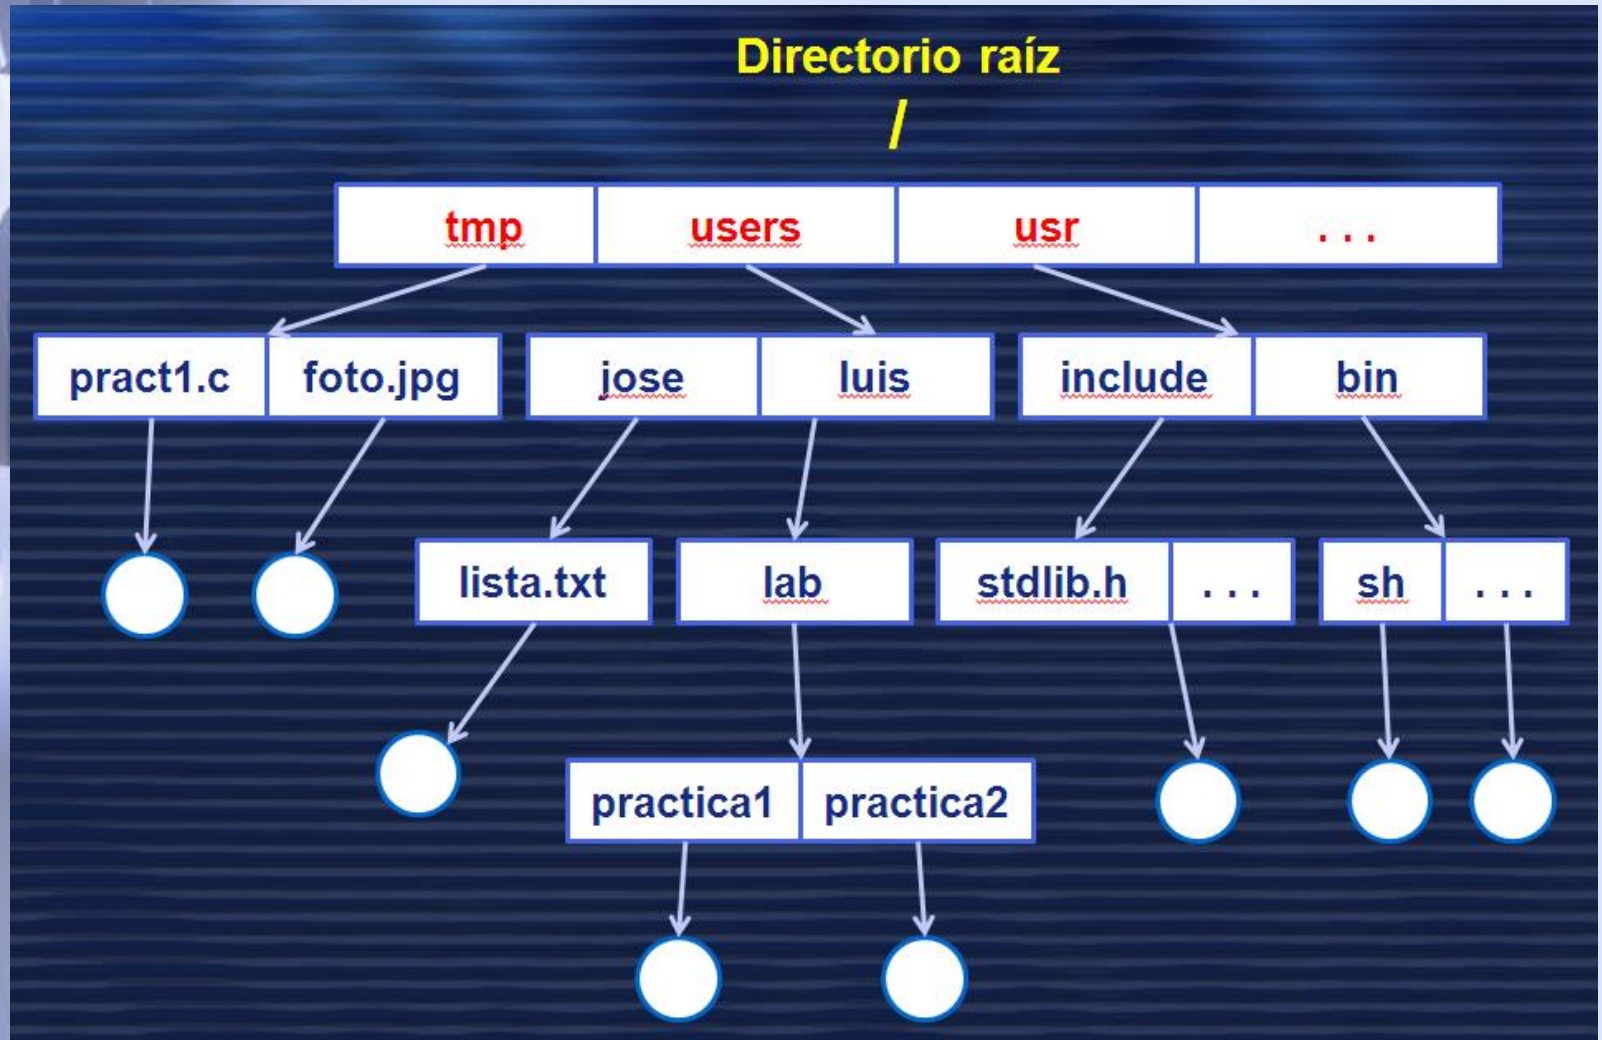 Directorio raíz
/
tmp users usr . . .
pract1.c foto.jpg jose luis include bin
lista.txt lab stdlib.h . . . sh . . .
practica1 practica2